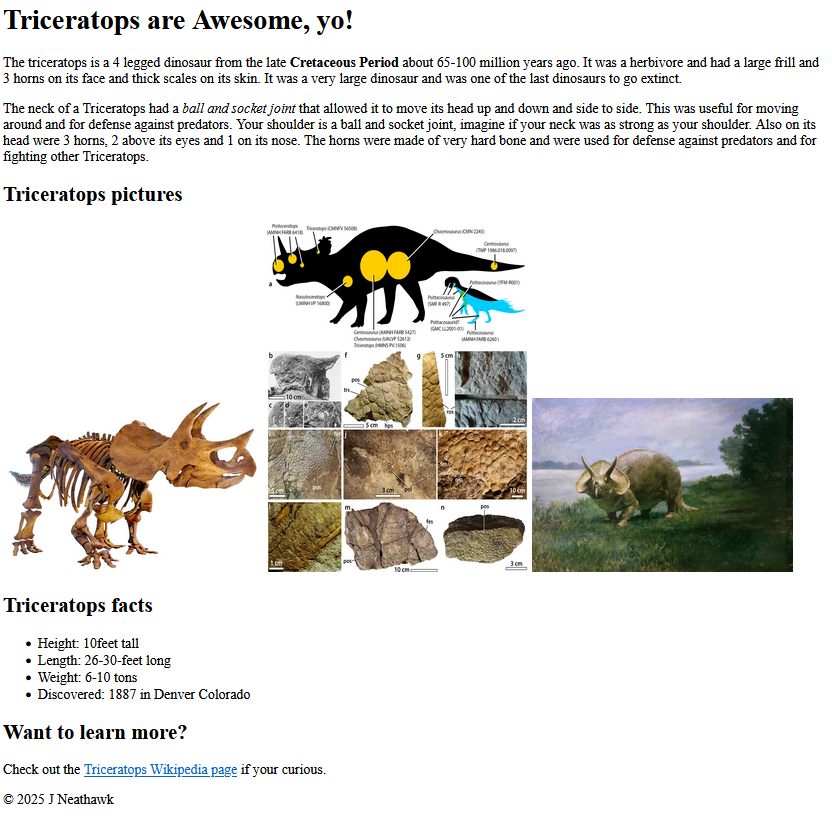 Triceratops are Awesome, yo!
The triceratops is a 4 legged dinosaur from the late Cretaceous Period about 65-100 million years ago. It was a herbivore and had a large frill and
3 horns on its face and thick scales on its skin. It was a very large dinosaur and was one of the last dinosaurs to go extinct.
The neck of a Triceratops had a ball and socket joint that allowed it to move its head up and down and side to side. This was useful for moving
around and for defense against predators. Your shoulder is a ball and socket joint, imagine if your neck was as strong as your shoulder. Also on its
head were 3 horns, 2 above its eyes and 1 on its nose. The horns were made of very hard bone and were used for defense against predators and for
fighting other Triceratops.
Triceratops pictures
Protoceratops
(AMNH FARB 6418)
Triceratops (CMNFV 56508)
Chasmosaurus (CMN 2245)
Centrosaurus
(TMP 1986.018.0097)
a
Nasutoceratops
(UMNH VP 16800)
Psittacosaurus (YFM-R001)
Psittacosaurus
(SMF R 497)
Psittacosaurid?
(GMC LL2001-01)
Psittacosaurus
(AMNH FARB 6260)
Centrosaurus (AMNH FARB 5427)
Chasmosaurus (UALVP 52613)
Triceratops (HMNS PV.1506)
b
10 cm
c
d
e
f
pos
trs
5 cm
hps
g
5 cm
ros
2 cm
pos
j
3 cm
pol
10 cm
1 cm
m
fes
pos
10 cm
n
pos
3 cm
Triceratops facts
• Height: 10feet tall
• Length: 26-30-feet long
• Weight: 6-10 tons
• Discovered: 1887 in Denver Colorado
Want to learn more?
Check out the Triceratops Wikipedia page if your curious.
© 2025 J Neathawk